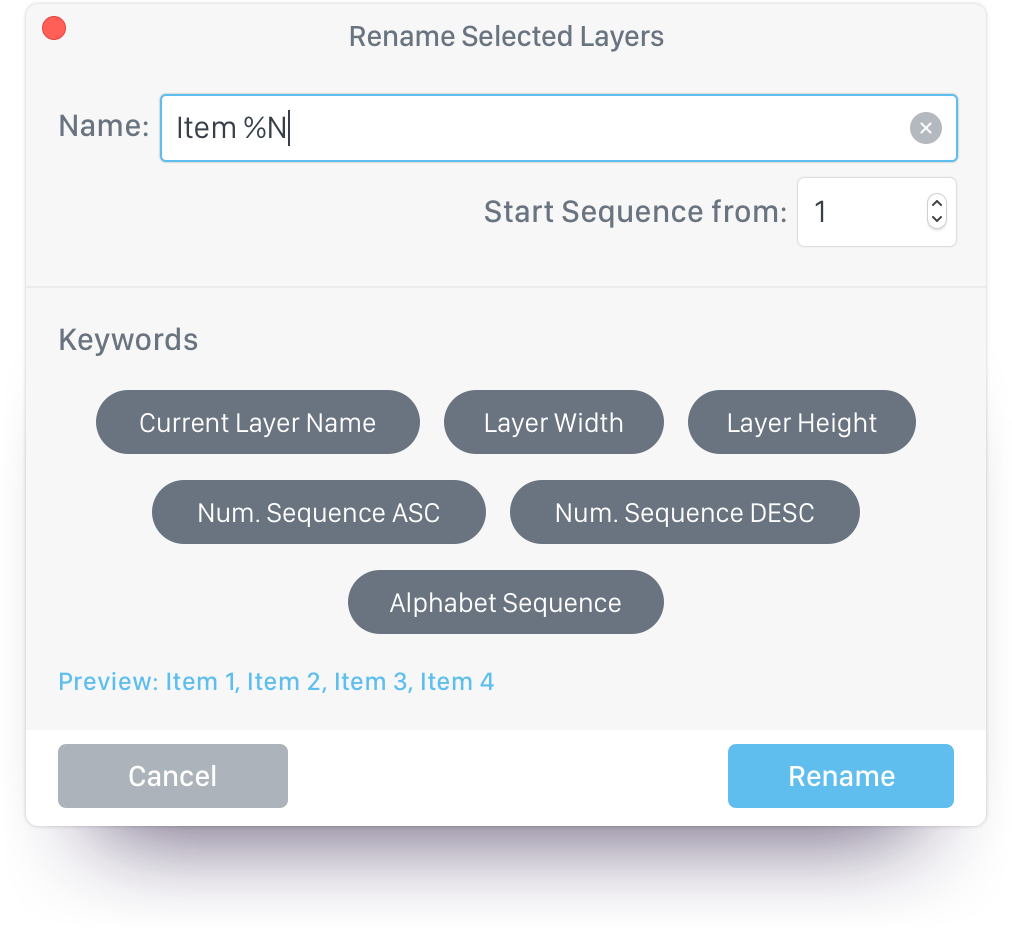 Rename Selected Layers
Name: Item %N
Start Sequence from: 1
Keywords
Current Layer Name Layer Width Layer Height
Num. Sequence ASC Num. Sequence DESC
Alphabet Sequence
Preview: Item 1, Item 2, Item 3, Item 4
Cancel Rename